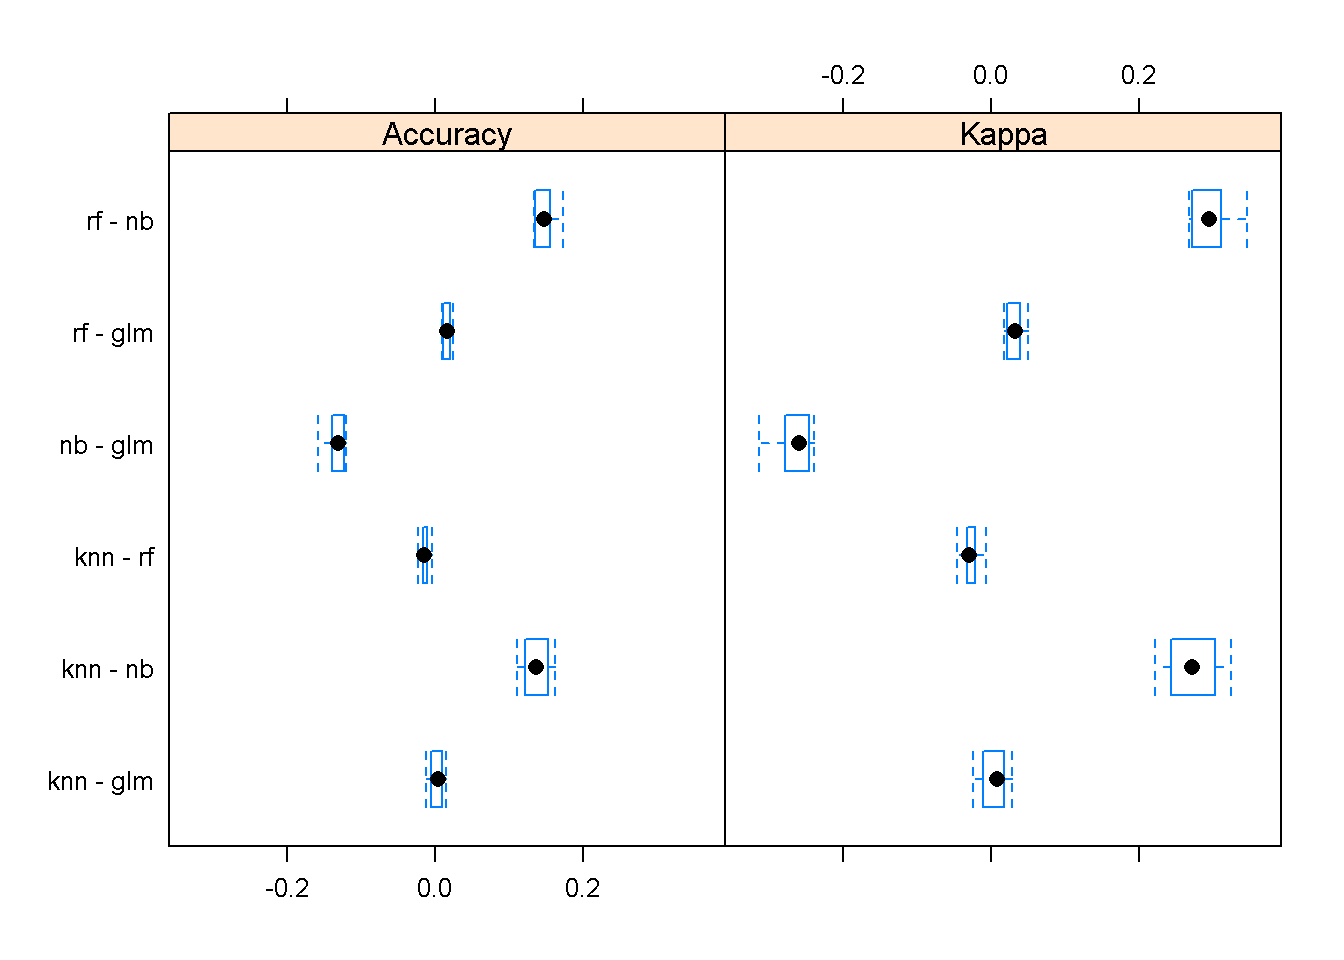 -0.2 0.0 0.2
Accuracy Kappa
rf - nb
rf - glm
nb - glm
knn - rf
knn - nb
knn - glm
-0.2 0.0 0.2